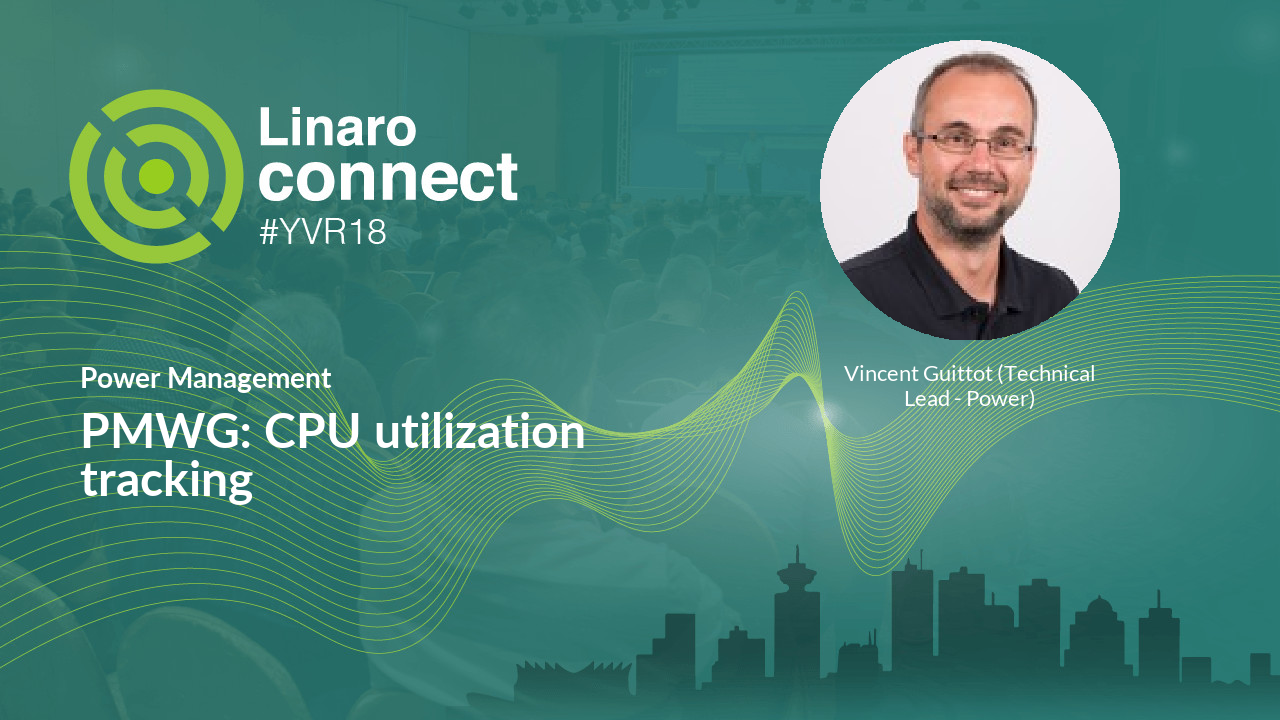 Linaro
connect
#YVR18
Power Management
PMWG: CPU utilization
tracking
Vincent Guittot (Technical
Lead - Power)